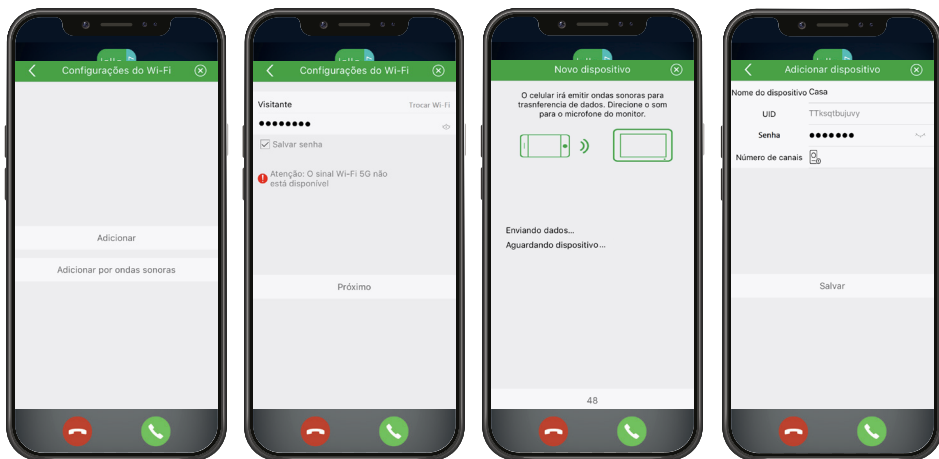 Configurações do Wi-Fi
Adicionar
Adicionar por ondas sonoras
Configurações do Wi-Fi
Visitante
Trocar Wi-Fi
Salvar senha
Atenção: O sinal Wi-Fi 5G não
está disponível
Próximo
Novo dispositivo
O celular irá emitir ondas sonoras para
trasnferencia de dados. Direcione o som
para o microfone do monitor.
Enviando dados...
Aguardando dispositivo...
48
Adicionar dispositivo
Nome do dispositivo Casa
UID TTksqtbujuvy
Senha
Número de canais
Salvar